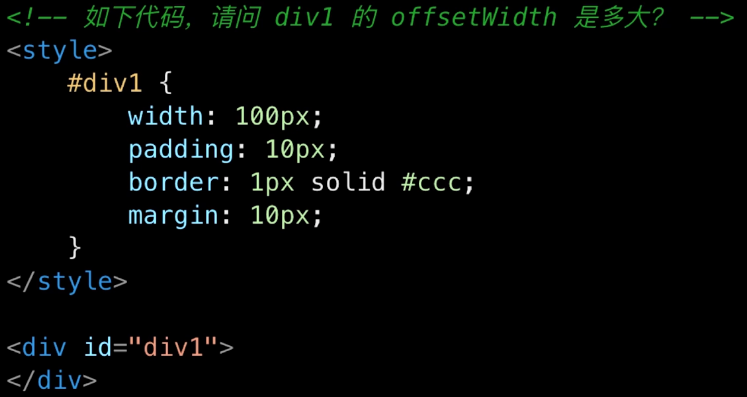 <!-- 如下代码，请问 div1 的 offsetWidth 是多大？ -->
<style>
    #div1 {
        width: 100px;
        padding: 10px;
        border: 1px solid #ccc;
        margin: 10px;
    }
</style>

<div id="div1">
</div>